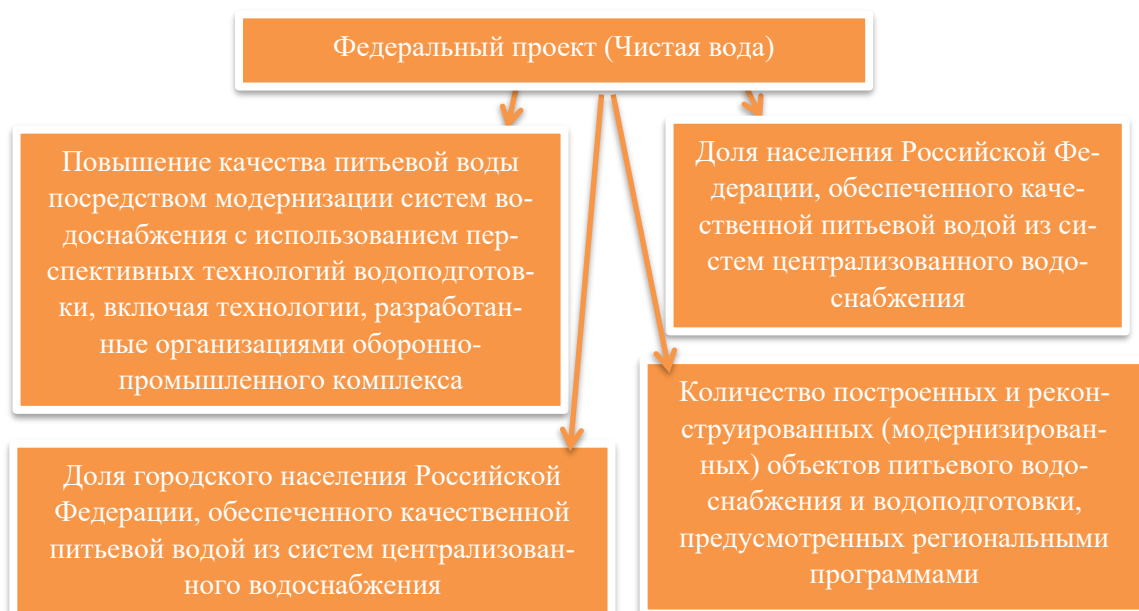 Федеральный проект (Чистая вода)
Повышение качества питьевой воды
посредством модернизации систем во-
доснабжения с использованием пер-
спективных технологий водоподготов-
ки, включая технологии, разработан-
ные организациями оборонно-
промышленного комплекса
Доля населения Российской Фе-
дерации, обеспеченного каче-
ственной питьевой водой из си-
стем централизованного водо-
снабжения
Доля городского населения Российской
Федерации, обеспеченного качественной
питьевой водой из систем централизован-
ного водоснабжения
Количество построенных и рекон-
струированных (модернизирован-
ных) объектов питьевого водо-
снабжения и водоподготовки,
предусмотренных региональными
программами